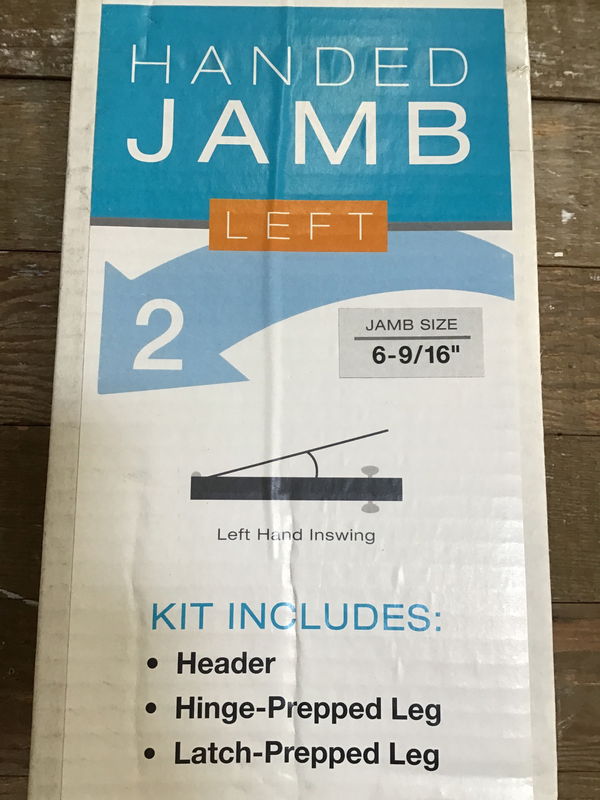 HANDED
JAMB
LEFT
2
JAMB SIZE
6-9/16"
Left Hand Inswing
KIT INCLUDES:
• Header
• Hinge-Prepped Leg
• Latch-Prepped Leg